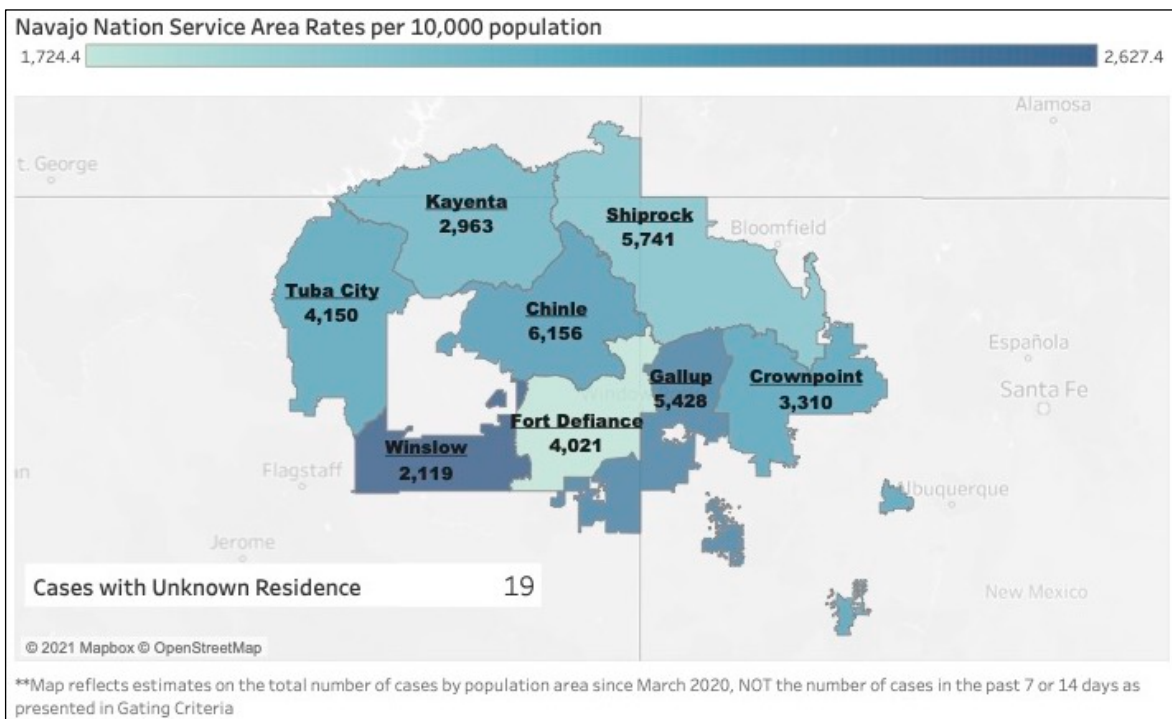 Navajo Nation Service Area Rates per 10,000 population
1,724.4
2,627.4
Alamosa
t. George
Kayenta
2,963
Shiprock
5,741
Bloomfield
Tuba City
4,150
Chinle
6,156
Española
Gallup
5,428
Crownpoint
3,310
Santa Fe
Window
Fort Defiance
4,021
Winslow
2,119
Flagstaff
an
lbuquerque
Jerome
Cases with Unknown Residence 19
New Mexico
© 2021 Mapbox © OpenStreetMap
**Map reflects estimates on the total number of cases by population area since March 2020, NOT the number of cases in the past 7 or 14 days as
presented in Gating Criteria